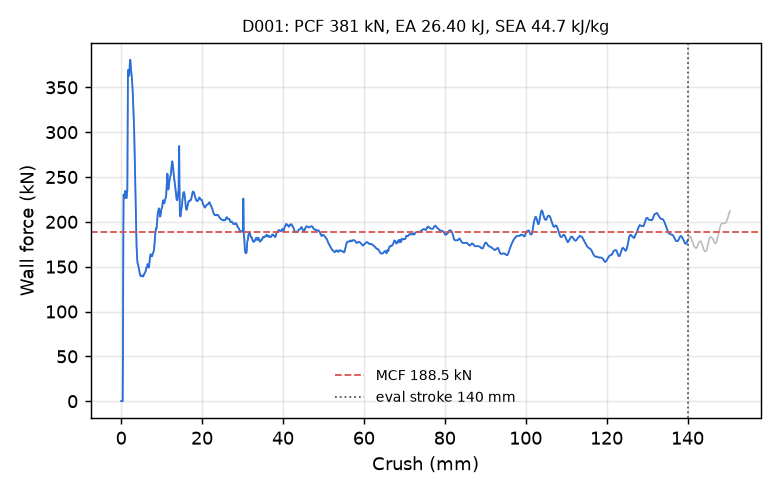 D001: PCF 381 kN, EA 26.40 kJ, SEA 44.7 kJ/kg
Wall force (kN)
350
300
250
200
150
100
50
0
MCF 188.5 kN
eval stroke 140 mm
0 20 40 60 80 100 120 140
Crush (mm)